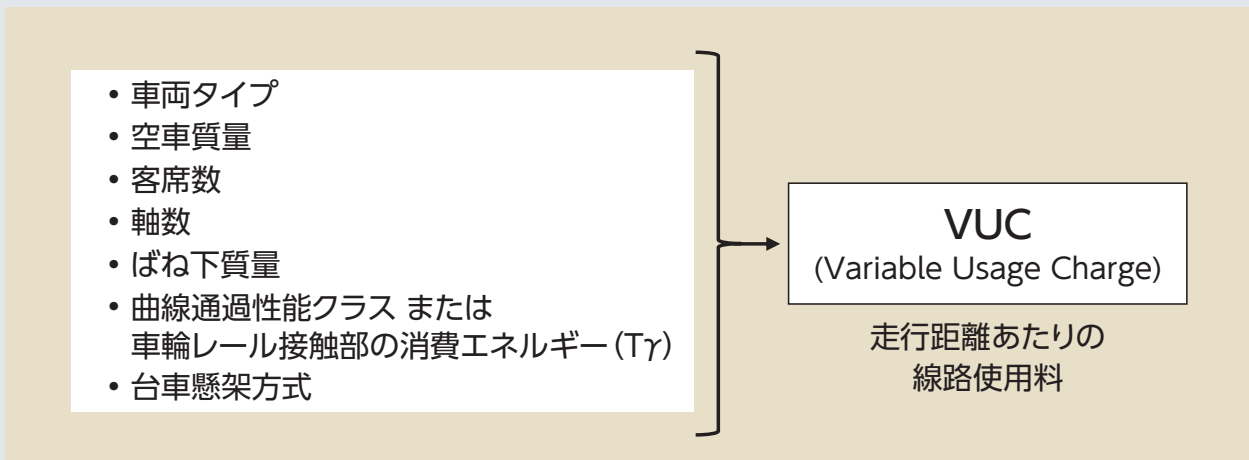 • 車両タイプ
• 空車質量
• 客席数
• 軸数
• ばね下質量
• 曲線通過性能クラス または
車輪レール接触部の消費エネルギー(Tγ)
• 台車懸架方式
VUC
(Variable Usage Charge)
走行距離あたりの
線路使用料